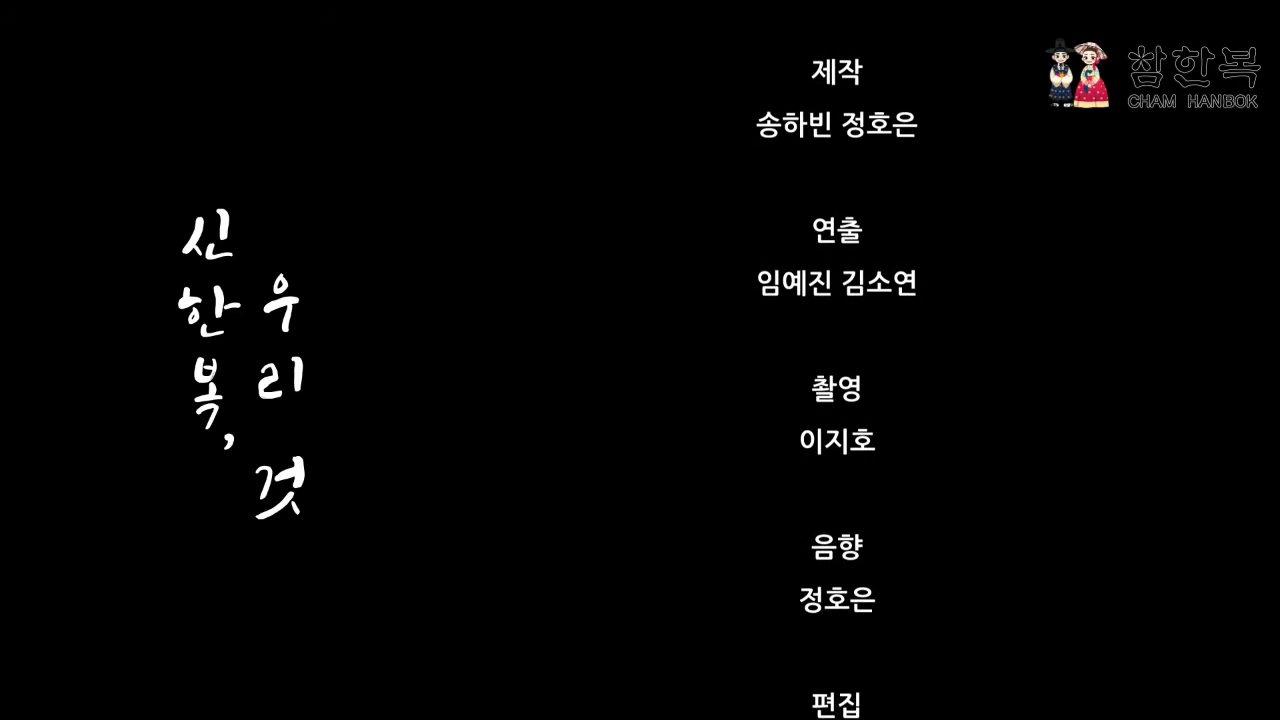 신한복,
우리 것
제작
송하빈 정호은
연출
임예진 김소연
촬영
이지호
음향
정호은
편집
참한복
CHAM HANBOK